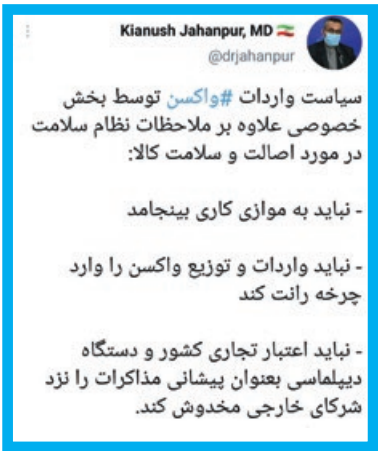 Kianush Jahanpur, MD
@drjahanpur
سیاست واردات #واکسن توسط بخش
خصوصی علاوه بر ملاحظات نظام سلامت
در مورد اصالت و سلامت کالا:
- نباید به موازی کاری بینجامد
- نباید واردات و توزیع واکسن را وارد
چرخه رانت کند
- نباید اعتبار تجاری کشور و دستگاه
دیپلماسی بعنوان پیشانی مذاکرات را نزد
شرکای خارجی مخدوش کند.